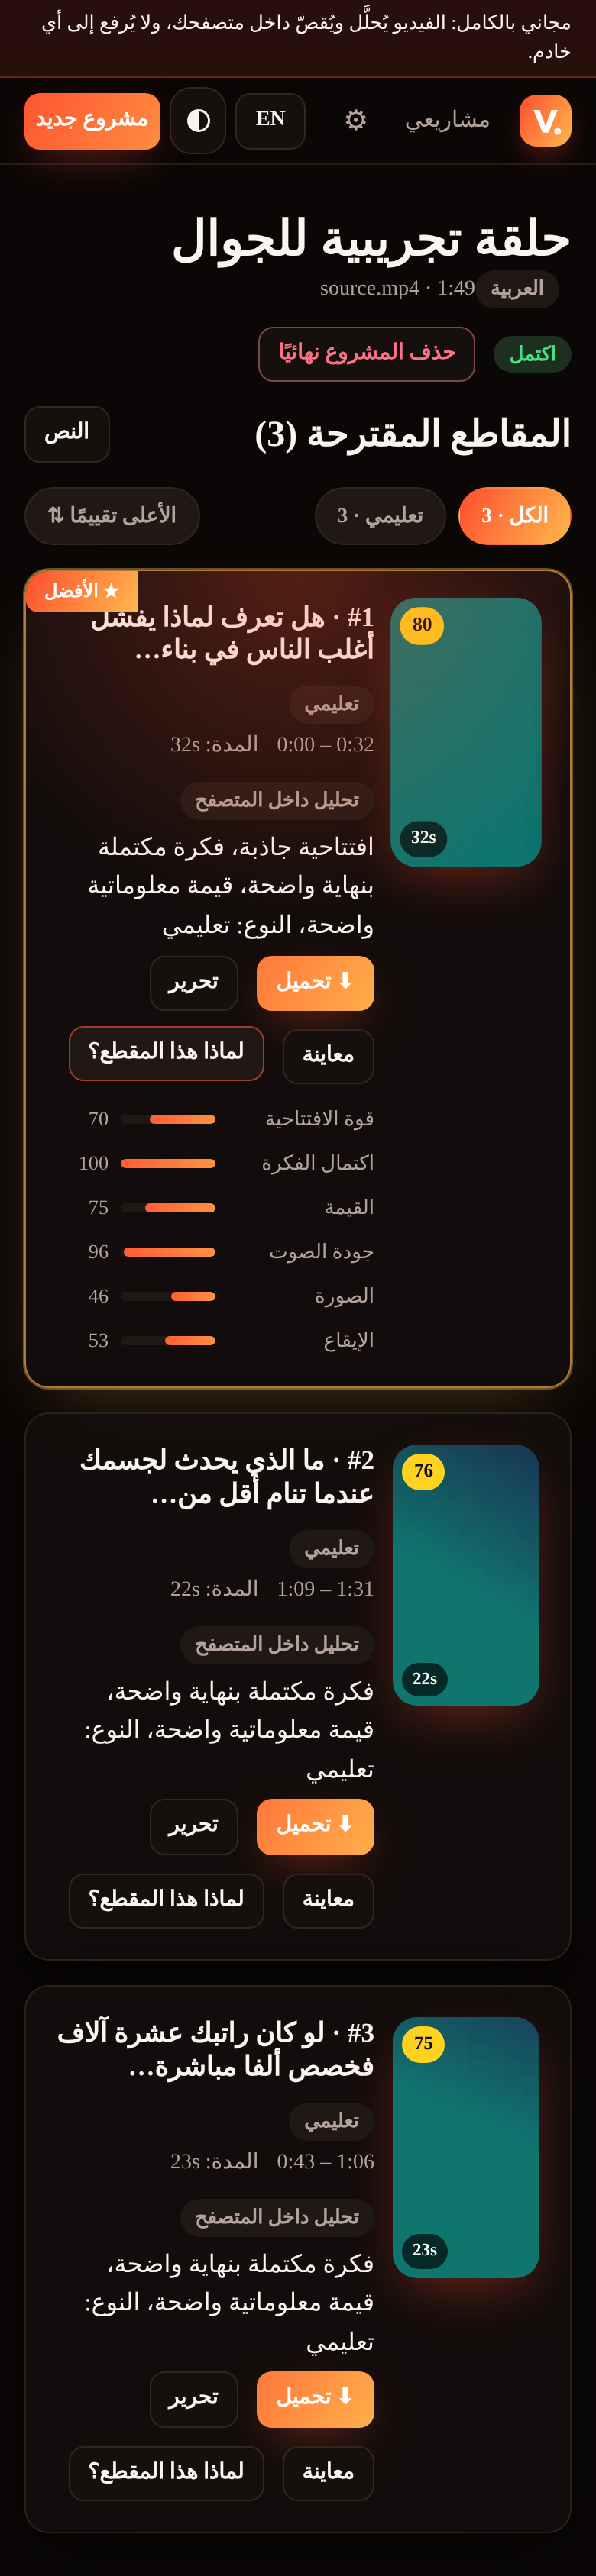 مجاني بالكامل: الفيديو يُحلَّل ويُقصّ داخل متصفحك، ولا يُرفع إلى أي
خادم.
V. مشاريعي ⚙ EN ◐ مشروع جديد
حلقة تجريبية للجوال
العربية source.mp4 · 1:49
اكتمل حذف المشروع نهائيًا
المقاطع المقترحة (3) النص
الكل · 3 تعليمي · 3 الأعلى تقييمًا ⇅
★ الأفضل
80
#1 · هل تعرف لماذا يفشل
أغلب الناس في بناء...
تعليمي
0:00 – 0:32 المدة: 32s
تحليل داخل المتصفح
32s
افتتاحية جاذبة، فكرة مكتملة
بنهاية واضحة، قيمة معلوماتية
واضحة، النوع: تعليمي
⬇ تحميل تحرير
معاينة لماذا هذا المقطع؟
قوة الافتتاحية 70
اكتمال الفكرة 100
القيمة 75
جودة الصوت 96
الصورة 46
الإيقاع 53
76
#2 · ما الذي يحدث لجسمك
عندما تنام أقل من...
تعليمي
1:09 – 1:31 المدة: 22s
تحليل داخل المتصفح
22s
فكرة مكتملة بنهاية واضحة،
قيمة معلوماتية واضحة، النوع:
تعليمي
⬇ تحميل تحرير
معاينة لماذا هذا المقطع؟
75
#3 · لو كان راتبك عشرة آلاف
فخصص ألفا مباشرة...
تعليمي
0:43 – 1:06 المدة: 23s
تحليل داخل المتصفح
23s
فكرة مكتملة بنهاية واضحة،
قيمة معلوماتية واضحة، النوع:
تعليمي
⬇ تحميل تحرير
معاينة لماذا هذا المقطع؟